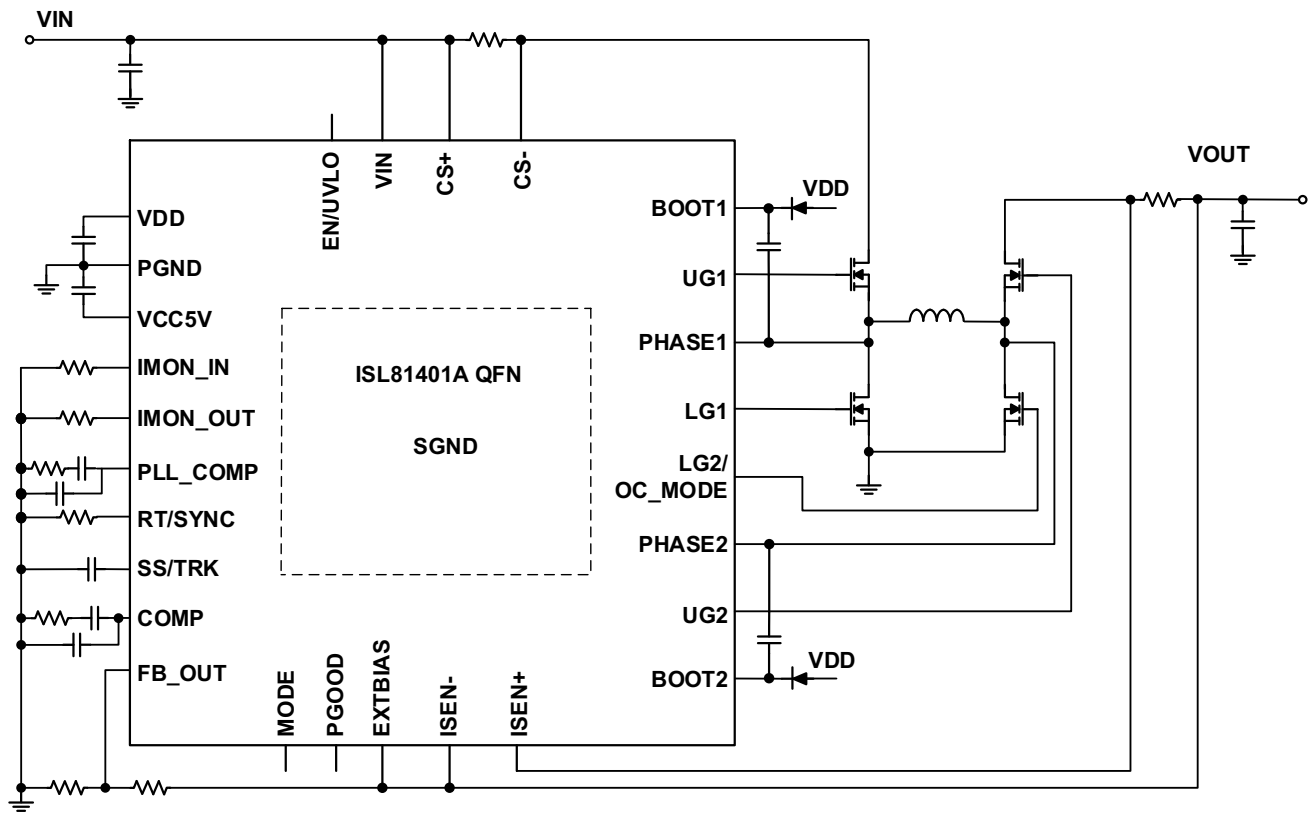 VIN
EN/UVLO
VIN
CS+
CS-
VOUT
VDD
BOOT1
VDD
PGND
UG1
VCC5V
PHASE1
IMON_IN
ISL81401A QFN
IMON_OUT
LG1
SGND
PLL_COMP
LG2/
OC_MODE
RT/SYNC
PHASE2
SS/TRK
COMP
UG2
FB_OUT
VDD
BOOT2
MODE
PGOOD
EXTBIAS
ISEN-
ISEN+